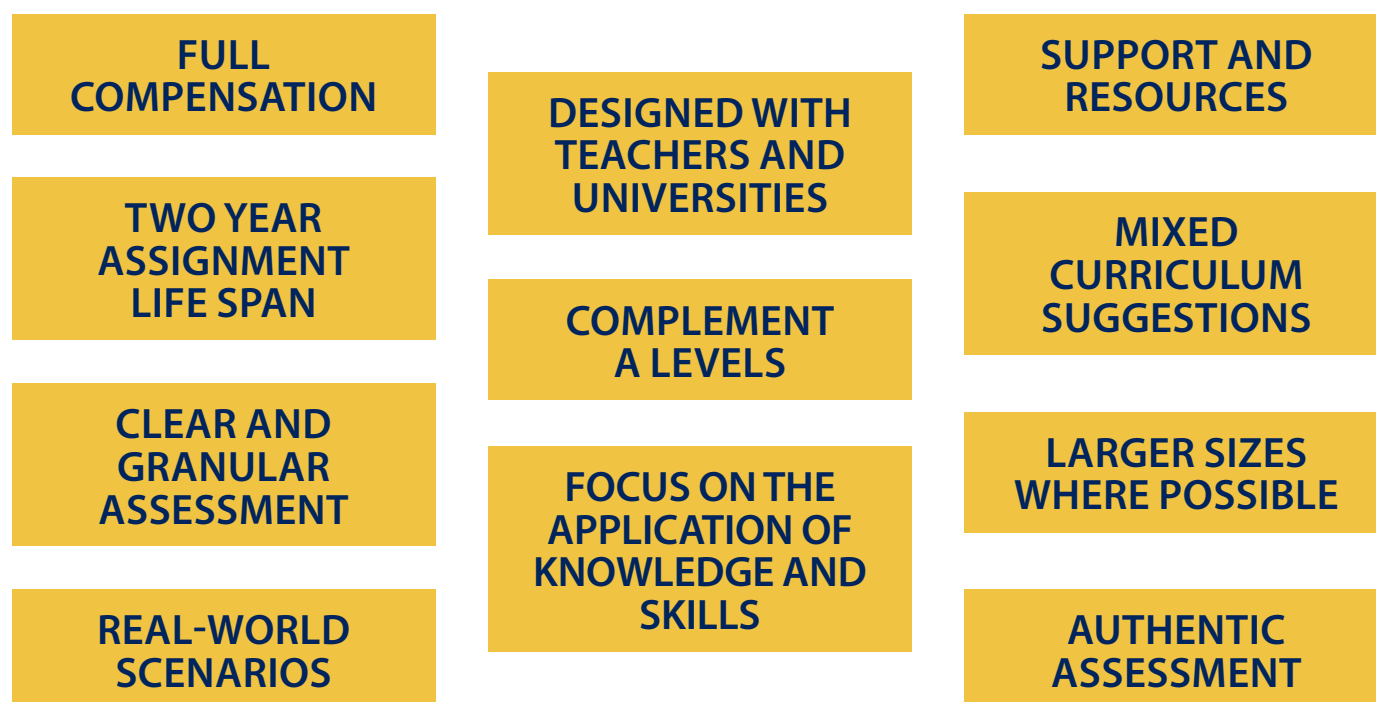 FULL
COMPENSATION
TWO YEAR
ASSIGNMENT
LIFE SPAN
CLEAR AND
GRANULAR
ASSESSMENT
REAL-WORLD
SCENARIOS
DESIGNED WITH
TEACHERS AND
UNIVERSITIES
COMPLEMENT
A LEVELS
FOCUS ON THE
APPLICATION OF
KNOWLEDGE AND
SKILLS
SUPPORT AND
RESOURCES
MIXED
CURRICULUM
SUGGESTIONS
LARGER SIZES
WHERE POSSIBLE
AUTHENTIC
ASSESSMENT